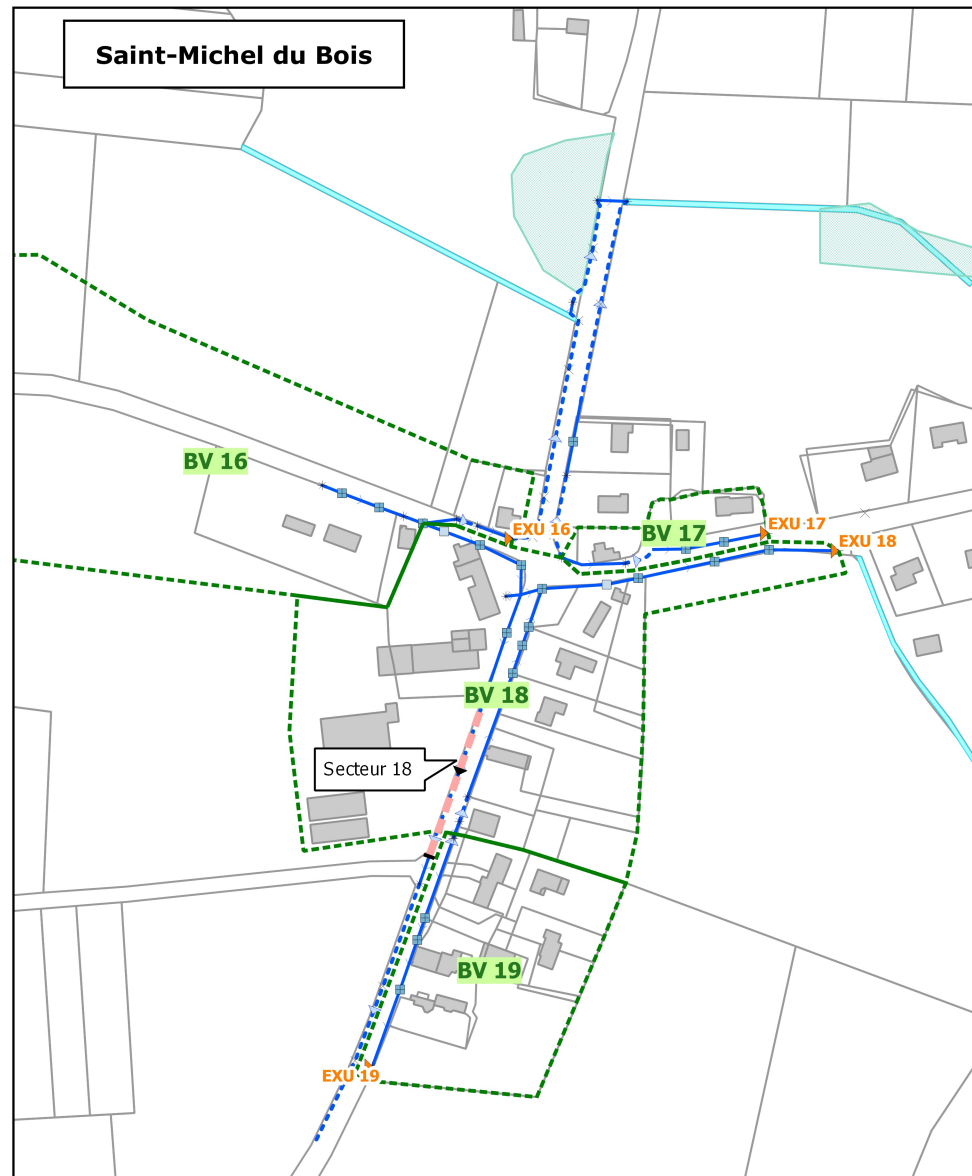 Saint-Michel du Bois
BV 16
EXU 16
BV 17
EXU 17
EXU 18
BV 18
Secteur 18
BV 19
EXU 19